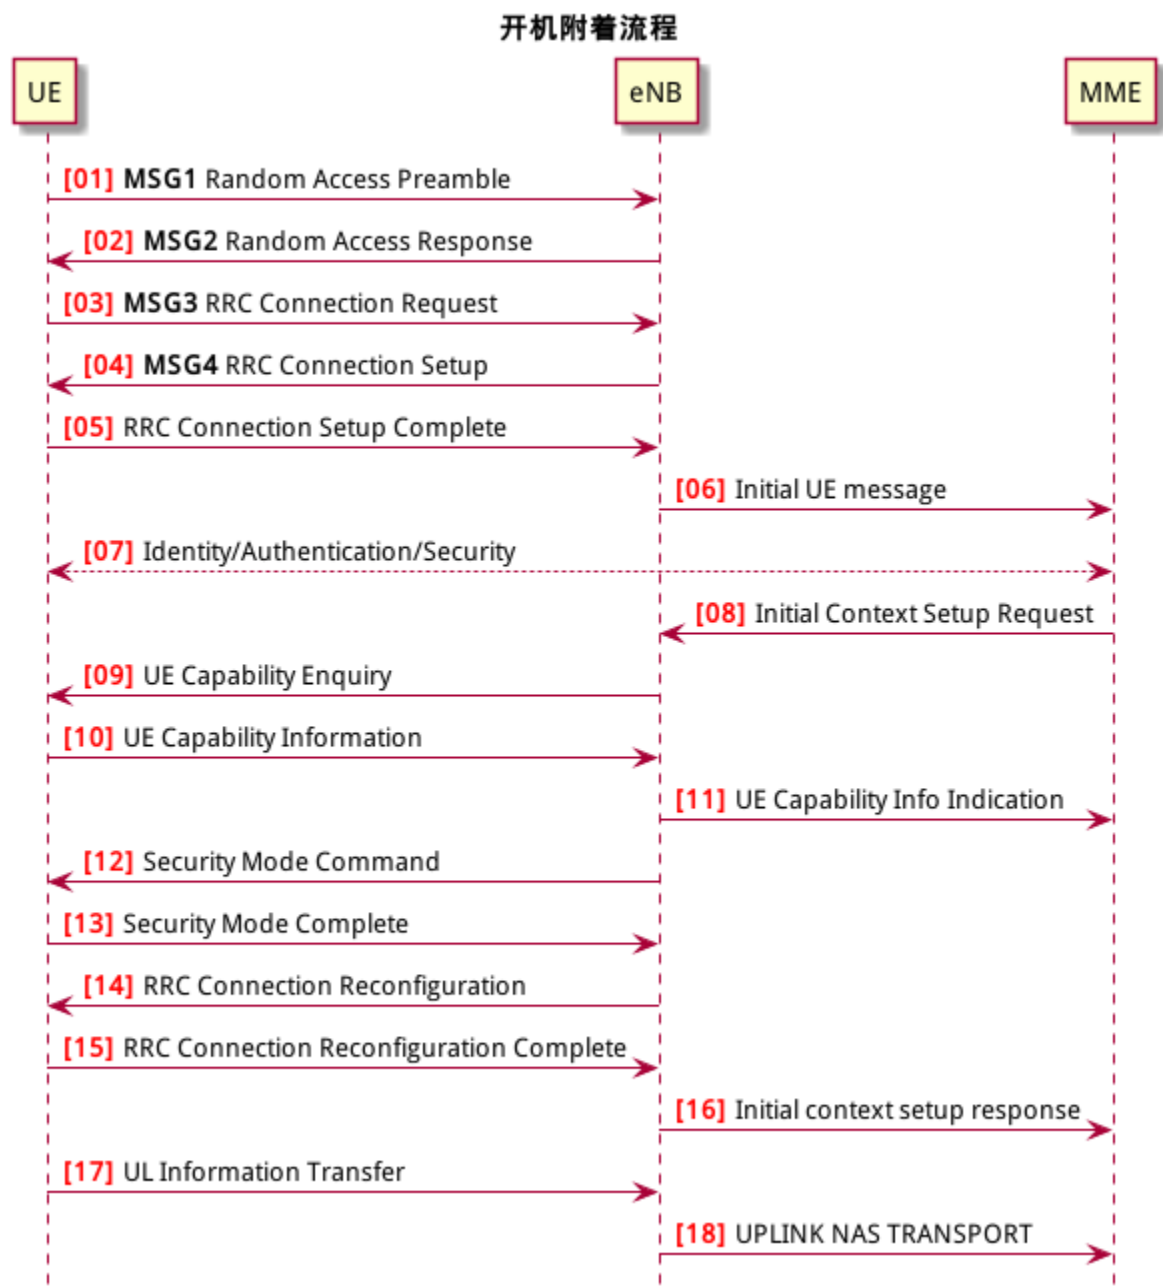 开机附着流程
UE eNB MME
[01] MSG1 Random Access Preamble
[02] MSG2 Random Access Response
[03] MSG3 RRC Connection Request
[04] MSG4 RRC Connection Setup
[05] RRC Connection Setup Complete
[06] Initial UE message
[07] Identity/Authentication/Security
[08] Initial Context Setup Request
[09] UE Capability Enquiry
[10] UE Capability Information
[11] UE Capability Info Indication
[12] Security Mode Command
[13] Security Mode Complete
[14] RRC Connection Reconfiguration
[15] RRC Connection Reconfiguration Complete
[16] Initial context setup response
[17] UL Information Transfer
[18] UPLINK NAS TRANSPORT